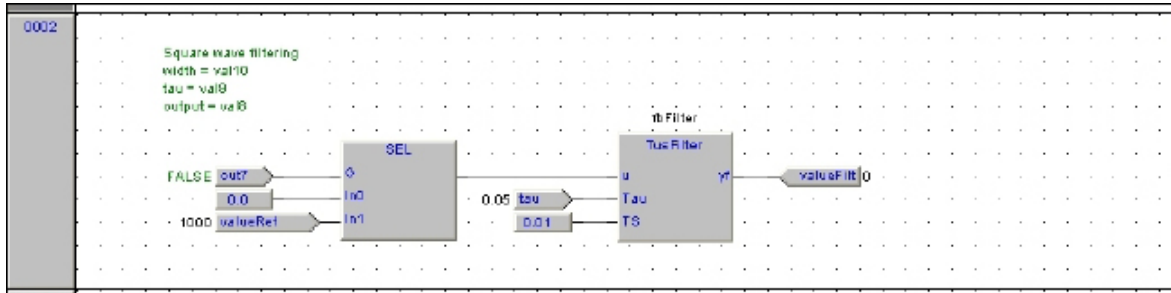 0002
Square wave filtering
width = val10
tau = val9
output = val8
fbFilter
SEL
TusFilter
FALSE out7 G
u yf valueFilt 0
0.0 In0
0.05 tau Tau
1000 valueRef In1
0.01 TS